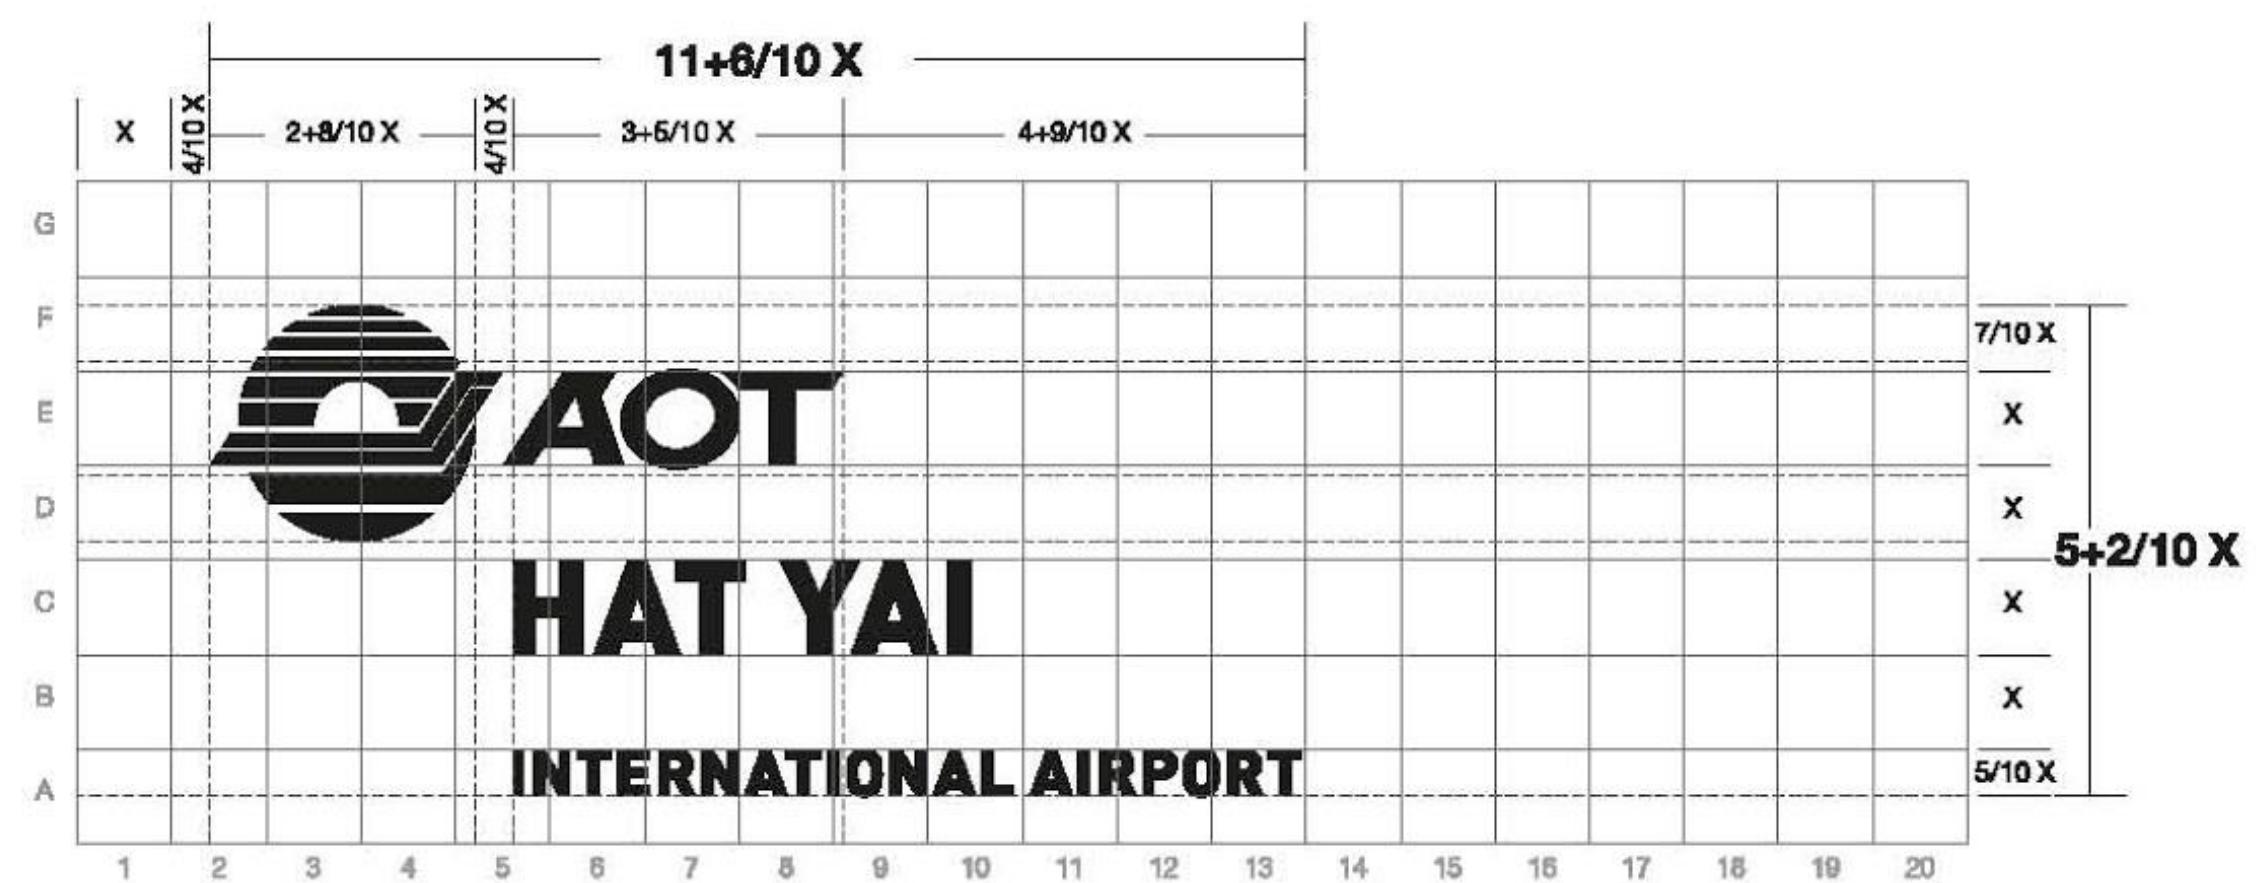 11+6/10 X
X 4/10 X 2+8/10 X 4/10 X 3+5/10 X 4+9/10 X
G
F 7/10 X
E AOT X
D X
5+2/10 X
C HAT YAI X
B X
A INTERNATIONAL AIRPORT 5/10 X
1 2 3 4 5 6 7 8 9 10 11 12 13 14 15 16 17 18 19 20